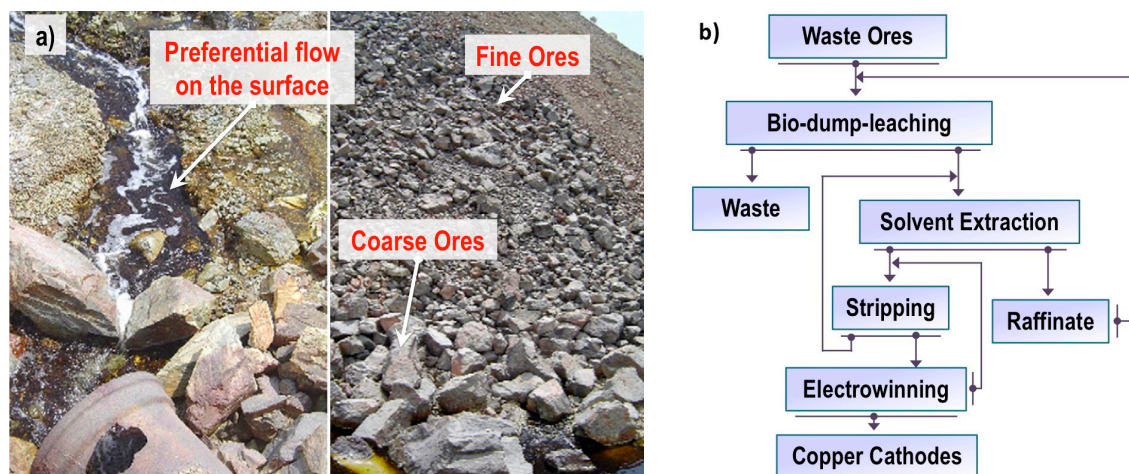 a)
Preferential flow
on the surface
Fine Ores
Coarse Ores
b)
Waste Ores
Bio-dump-leaching
Waste
Solvent Extraction
Stripping
Raffinate
Electrowinning
Copper Cathodes